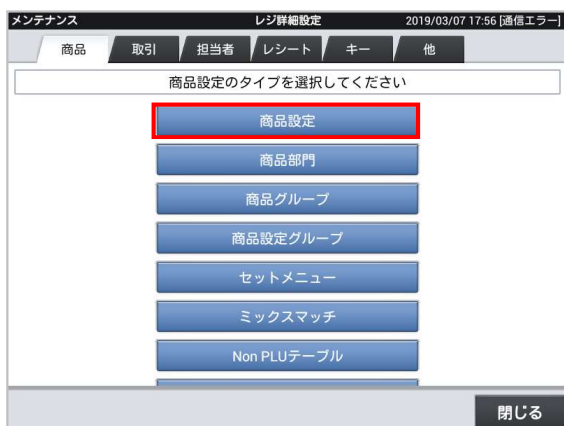 メンテナンス レジ詳細設定 2019/03/07 17:56 [通信エラー]
商品 取引 担当者 レシート キー 他
商品設定のタイプを選択してください
商品設定
商品部門
商品グループ
商品設定グループ
セットメニュー
ミックスマッチ
Non PLUテーブル
閉じる